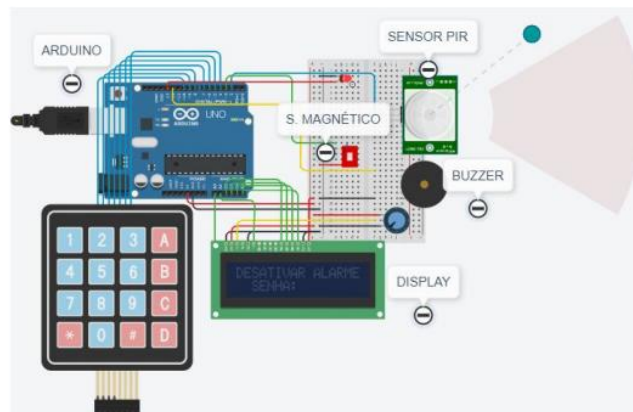 ARDUINO
SENSOR PIR
UNO
ARDUINO
S. MAGNÉTICO
BUZZER
1 2 3 A
4 5 6 B
7 8 9 C
* 0 # D
DESATIVAR ALARME
SENHA:
DISPLAY